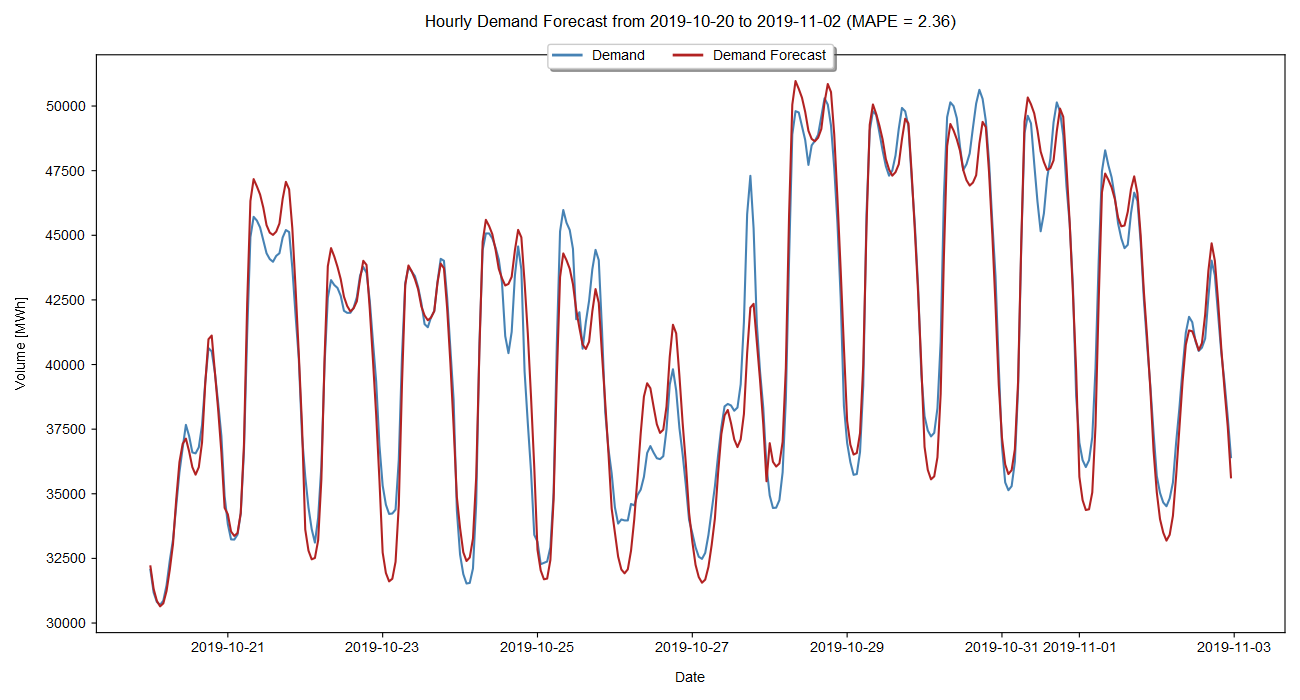 Hourly Demand Forecast from 2019-10-20 to 2019-11-02 (MAPE = 2.36)
Demand Demand Forecast
50000
47500
45000
42500
40000
37500
35000
32500
30000
Volume [MWh]
2019-10-21 2019-10-23 2019-10-25 2019-10-27 2019-10-29 2019-10-31 2019-11-01 2019-11-03
Date